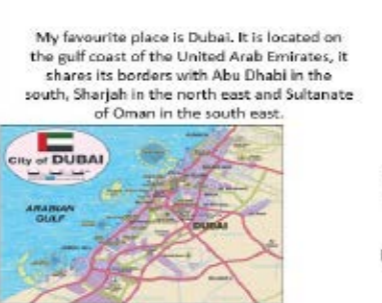 My favourite place is Dubai. It is located on
the gulf coast of the United Arab Emirates, it
shares its borders with Abu Dhabi in the
south, Sharjah in the north east and Sultanate
of Oman in the south east.
City of DUBAI
ARABIAN
GULF
DUBAI